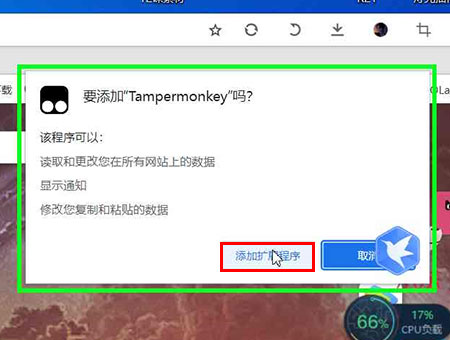 要添加“Tampermonkey”吗?
该程序可以:
读取和更改您在所有网站上的数据
显示通知
修改您复制和粘贴的数据
添加扩展程序
取消
66%
17%
CPU负载